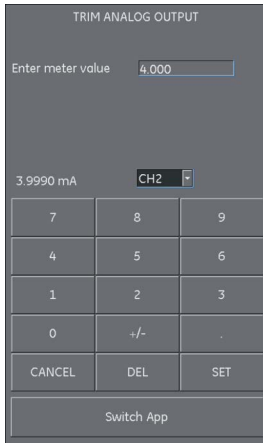 TRIM ANALOG OUTPUT
Enter meter value 4.000
3.9990 mA CH2
7 8 9
4 5 6
1 2 3
0 +/- .
CANCEL DEL SET
Switch App